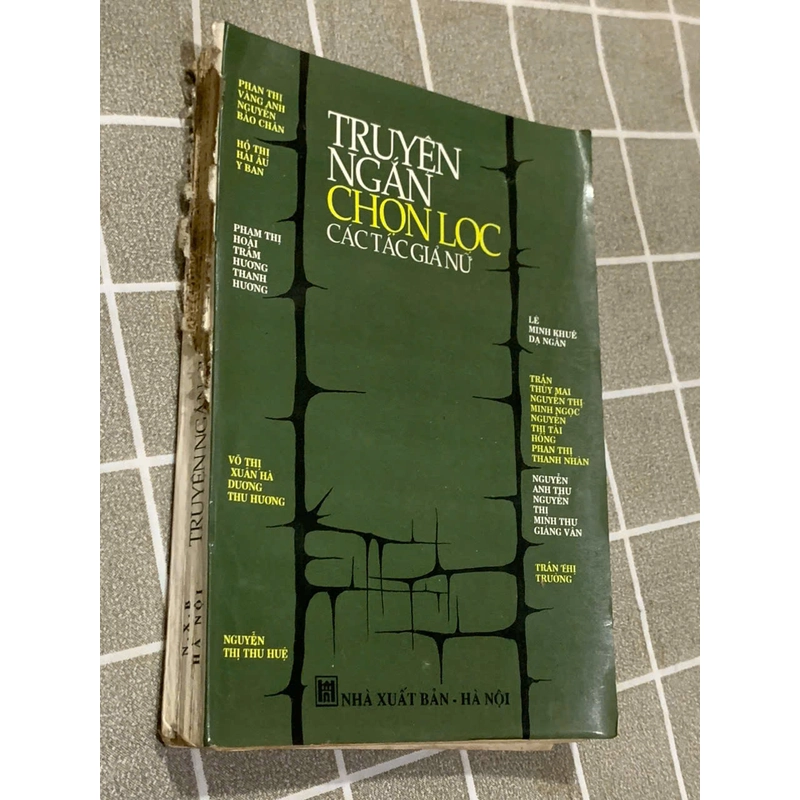 TRUYỆN
NGẮN
CHỌN LỌC
CÁC TÁC GIẢ NỮ
PHAN THỊ
VÀNG ANH
NGUYỄN
BẢO CHÂN
HỒ THỊ
HẢI ÂU
Y BAN
PHẠM THỊ
HOÀI
TRẦM
HƯƠNG
THANH
HƯƠNG
VÕ THỊ
XUÂN HÀ
DƯƠNG
THU HƯƠNG
NGUYỄN
THỊ THU HUỆ
LÊ
MINH KHUÊ
DẠ NGÂN
TRẦN
THÙY MAI
NGUYỄN THỊ
MINH NGỌC
NGUYỄN
THỊ TÀI
HỒNG
PHAN THỊ
THANH NHÀN
NGUYỄN
ANH THƯ
NGUYỄN
THỊ
MINH THƯ
GIÁNG VÂN
TRẦN THỊ
TRƯỜNG
NHÀ XUẤT BẢN - HÀ NỘI
TRUYỆN NGẮ
N.X.B
HÀ NỘI